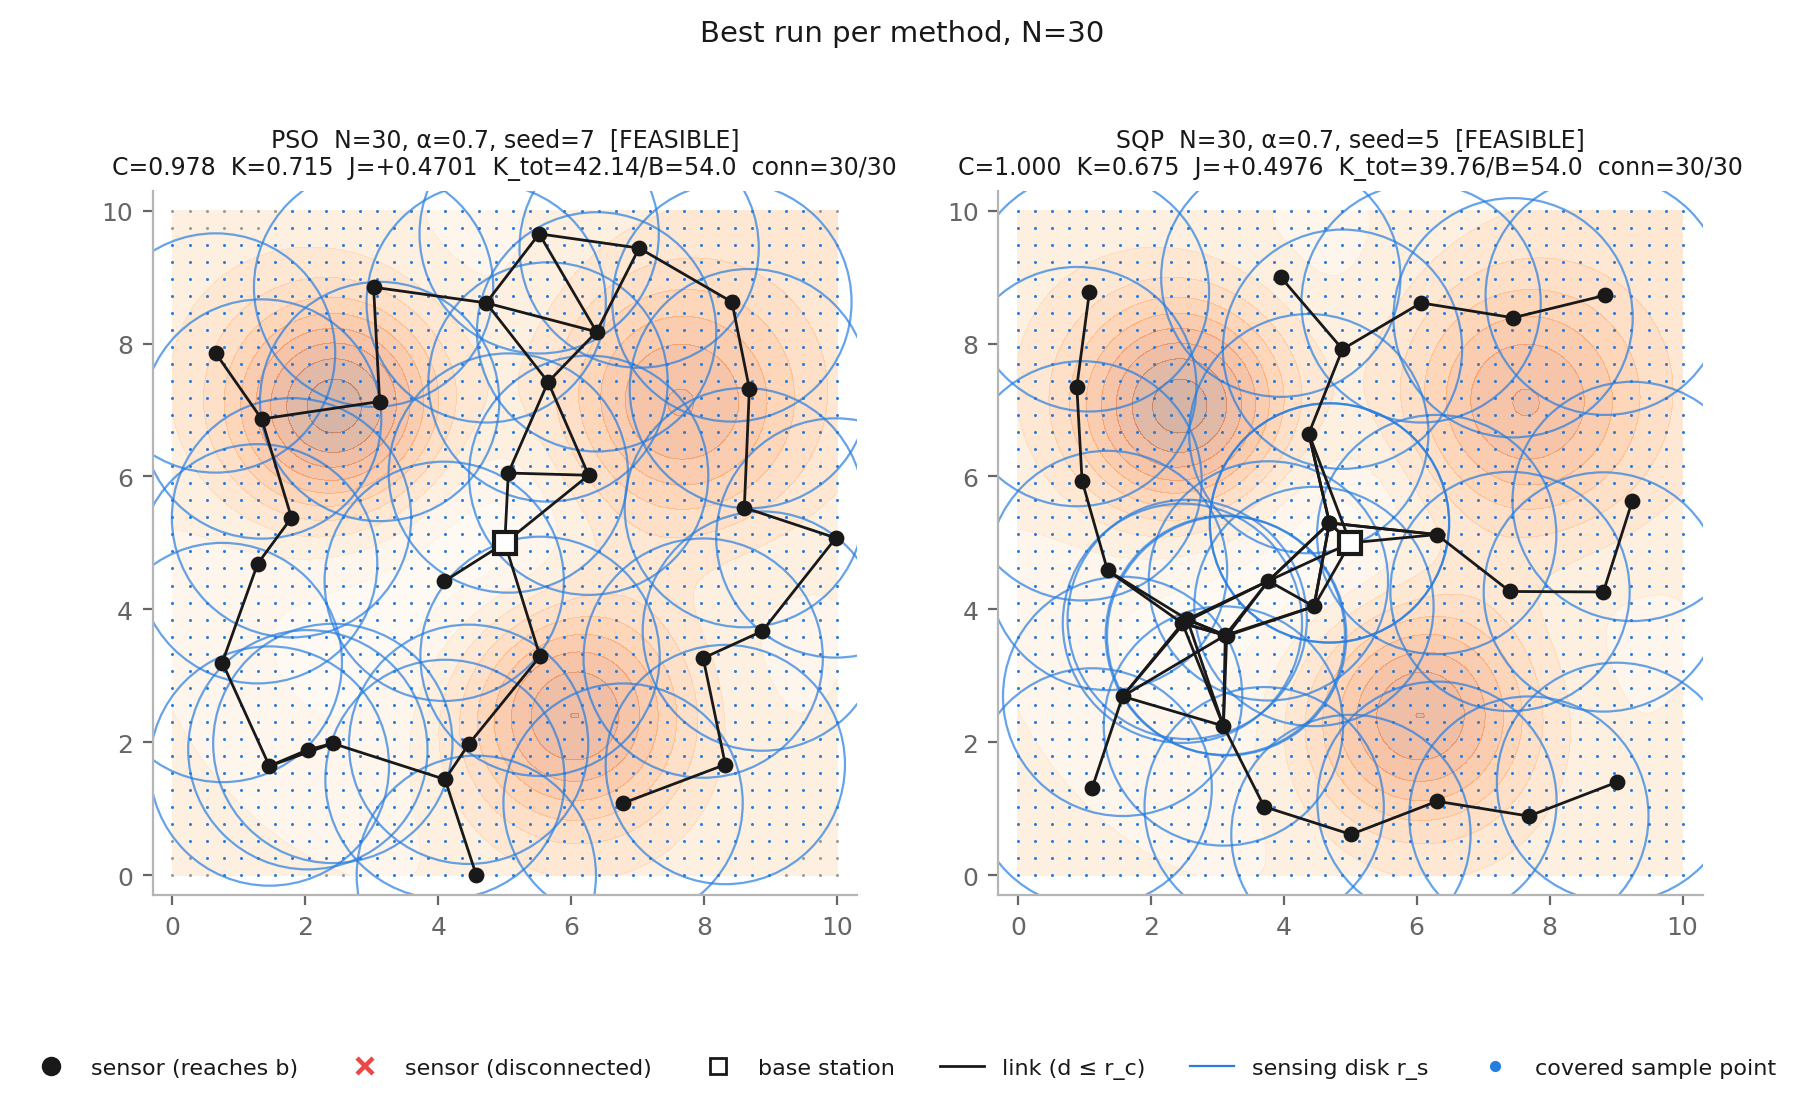 Best run per method, N=30
PSO  N=30, α=0.7, seed=7  [FEASIBLE]
C=0.978  K=0.715  J=+0.4701  K_tot=42.14/B=54.0  conn=30/30
10
8
6
4
2
0
0 2 4 6 8 10
SQP  N=30, α=0.7, seed=5  [FEASIBLE]
C=1.000  K=0.675  J=+0.4976  K_tot=39.76/B=54.0  conn=30/30
10
8
6
4
2
0
0 2 4 6 8 10
sensor (reaches b) sensor (disconnected) base station link (d ≤ r_c) sensing disk r_s covered sample point